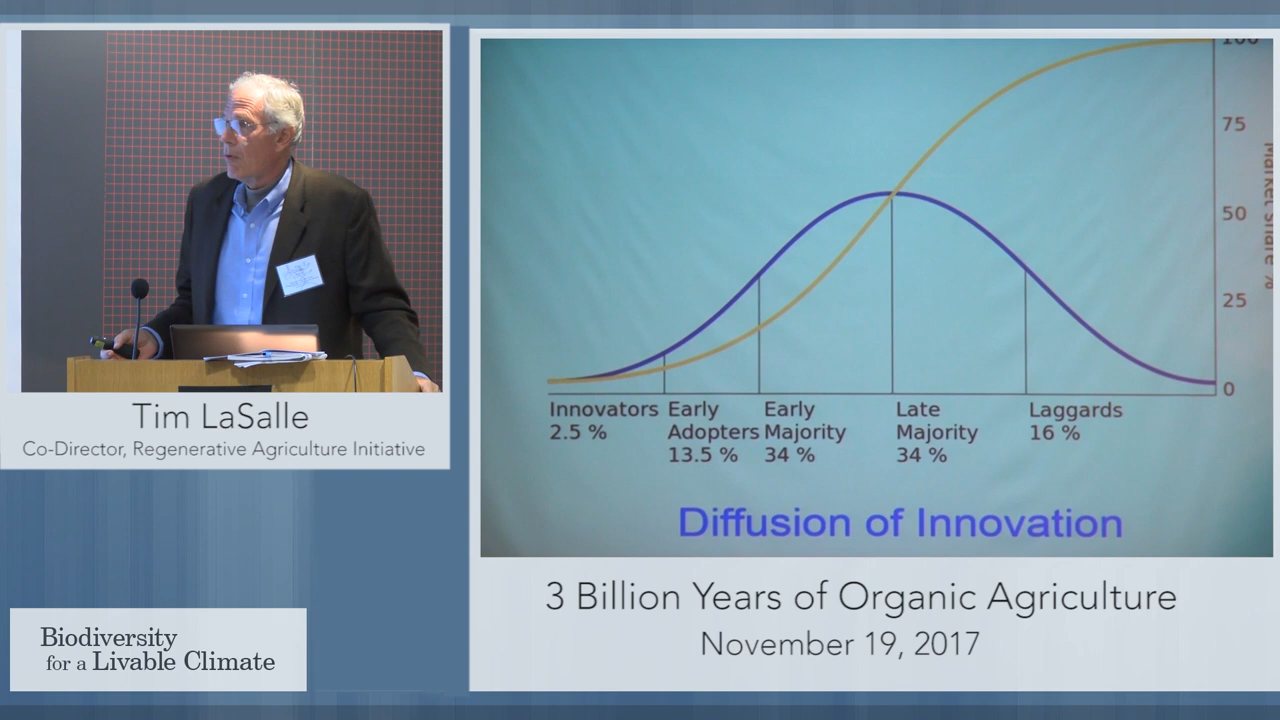 Tim LaSalle
Co-Director, Regenerative Agriculture Initiative
Biodiversity
for a Livable Climate
100
75
50
25
0
Market share %
Innovators
2.5 %
Early
Adopters
13.5 %
Early
Majority
34 %
Late
Majority
34 %
Laggards
16 %
Diffusion of Innovation
3 Billion Years of Organic Agriculture
November 19, 2017